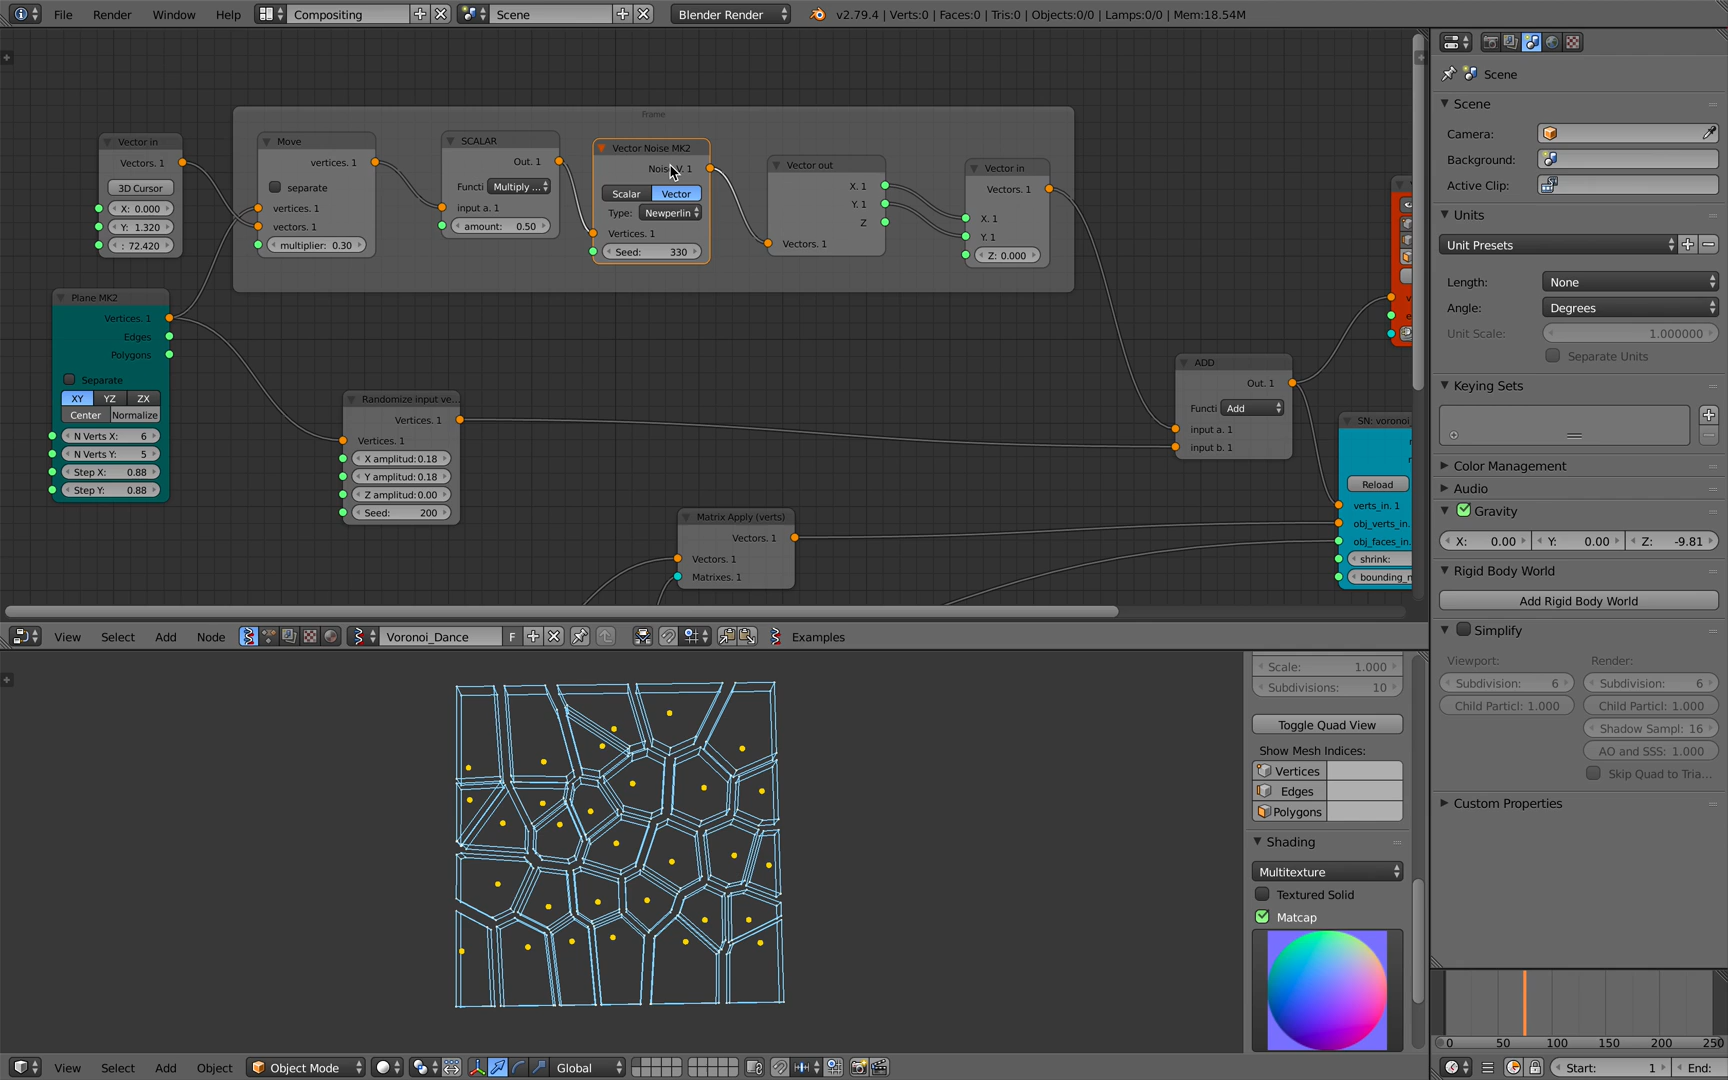 File Render Window Help Compositing Scene Blender Render v2.79.4 | Verts:0 | Faces:0 | Tris:0 | Objects:0/0 | Lamps:0/0 | Mem:18.54M
Frame
Vector in
Vectors. 1
3D Cursor
X: 0.000
Y: 1.320
: 72.420
Move
vertices. 1
separate
vertices. 1
vectors. 1
multiplier: 0.30
SCALAR
Out. 1
Functi Multiply ...
input a. 1
amount: 0.50
Vector Noise MK2
Scalar Vector
Type: Newperlin
Vertices. 1
Seed: 330
Vector out
X. 1
Y. 1
Z
Vectors. 1
Vector in
Vectors. 1
X. 1
Y. 1
Z: 0.000
Plane MK2
Vertices. 1
Edges
Polygons
Separate
XY YZ ZX
Center Normalize
N Verts X: 6
N Verts Y: 5
Step X: 0.88
Step Y: 0.88
Randomize input ve...
Vertices. 1
Vertices. 1
X amplitud: 0.18
Y amplitud: 0.18
Z amplitud: 0.00
Seed: 200
Matrix Apply (verts)
Vectors. 1
Vectors. 1
Matrixes. 1
ADD
Out. 1
Functi Add
input a. 1
input b. 1
SN: voronoi_
Reload
verts_in. 1
obj_verts_in.
obj_faces_in.
shrink:
bounding_
View Select Add Node Voronoi_Dance F Examples
Scale: 1.000
Subdivisions: 10
Toggle Quad View
Show Mesh Indices:
Vertices
Edges
Polygons
Shading
Multitexture
Textured Solid
Matcap
View Select Add Object Object Mode Global
Scene
Scene
Camera:
Background:
Active Clip:
Units
Unit Presets
Length: None
Angle: Degrees
Unit Scale: 1.000000
Separate Units
Keying Sets
Color Management
Audio
Gravity
X: 0.00 Y: 0.00 Z: -9.81
Rigid Body World
Add Rigid Body World
Simplify
Viewport: Render:
Subdivision: 6 Subdivision: 6
Child Particl: 1.000 Child Particl: 1.000
Shadow Sampl: 16
AO and SSS: 1.000
Skip Quad to Tria...
Custom Properties
0 50 100 150 200 250
Start: 1 End: